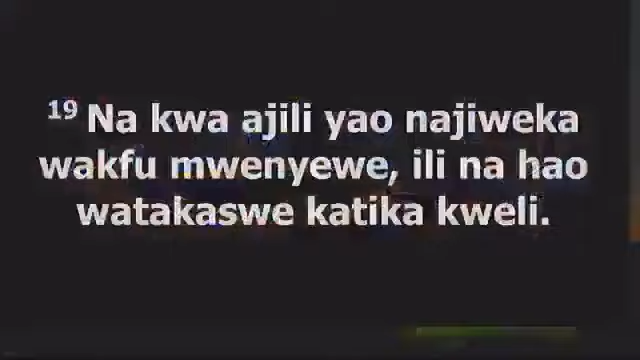 19 Na kwa ajili yao najiweka
wakfu mwenyewe, ili na hao
watakaswe katika kweli.